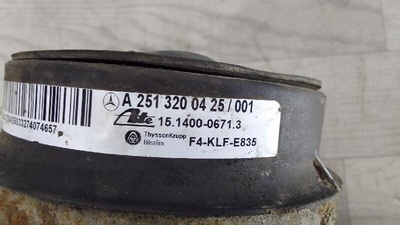 A 251 320 04 25 / 001
Ate 15.1400-0671.3
ThyssenKrupp
Bilstein
F4-KLF-E835